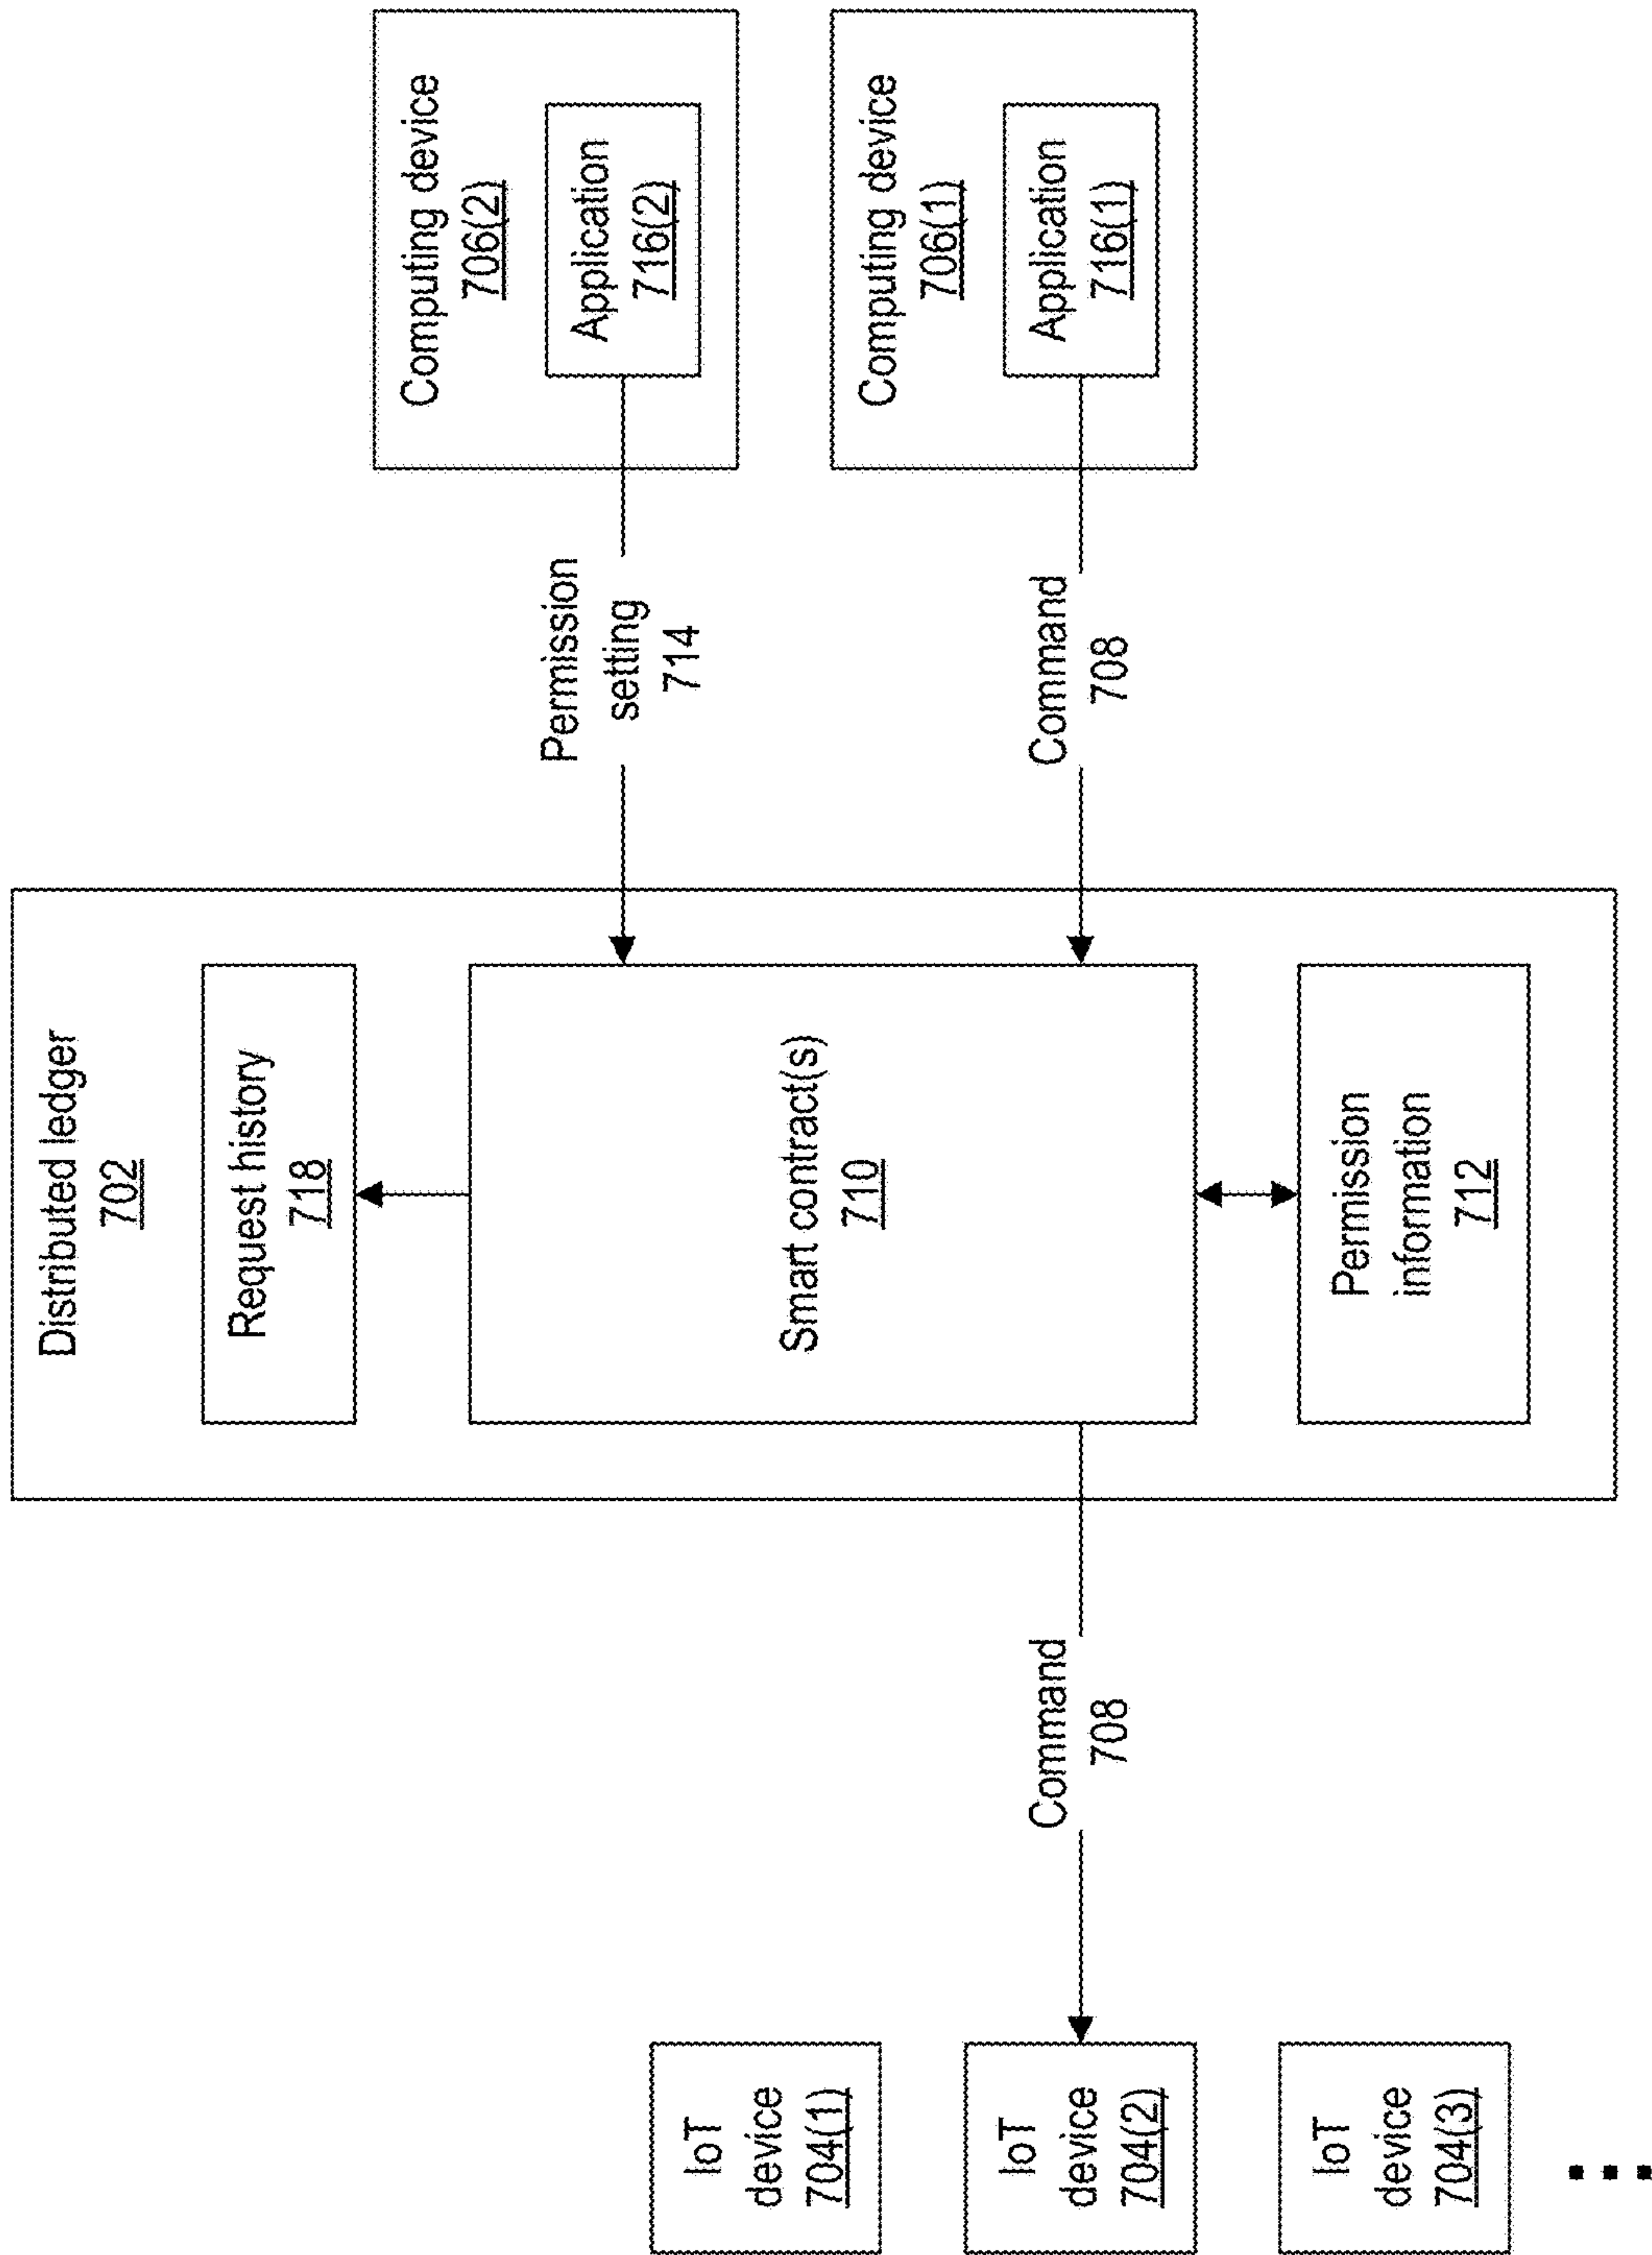 Distributed ledger
702
Request history
718
Smart contract(s)
710
Permission
information
712
IoT
device
704(1)
IoT
device
704(2)
IoT
device
704(3)
Command
708
Permission
setting
714
Command
708
Computing device
706(2)
Application
716(2)
Computing device
706(1)
Application
716(1)